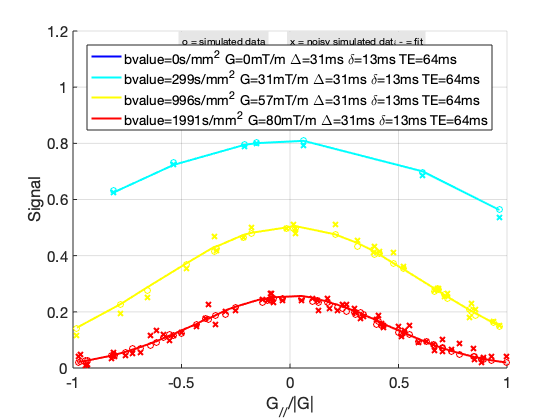 1.2
o = simulated data x = noisy simulated data - = fit
bvalue=0s/mm² G=0mT/m Δ=31ms δ=13ms TE=64ms
bvalue=299s/mm² G=31mT/m Δ=31ms δ=13ms TE=64ms
bvalue=996s/mm² G=57mT/m Δ=31ms δ=13ms TE=64ms
bvalue=1991s/mm² G=80mT/m Δ=31ms δ=13ms TE=64ms
1
0.8
0.6
0.4
0.2
0
Signal
-1 -0.5 0 0.5 1
G///|G|